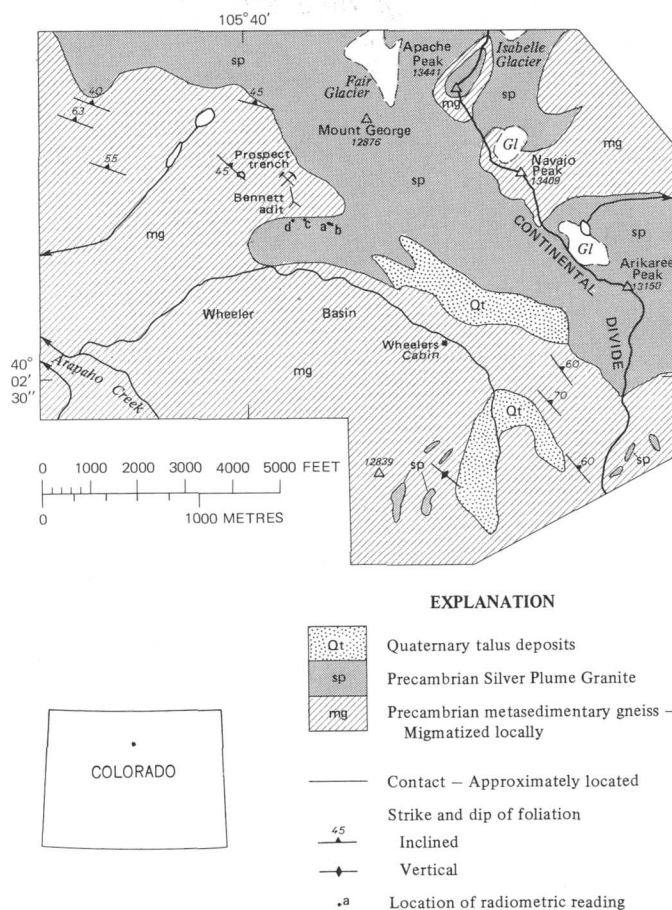 105° 40'
sp
Apache
Peak
13441
Isabelle
Glacier
Fair
Glacier
mg
sp
40
63
45
Mount George
12876
mg
Gl
55
Prospect
trench
45
Navajo
Peak
13409
sp
Bennett
adit
mg
d c a b
CONTINENTAL
DIVIDE
sp
Gl
Arikaree
Peak
13150
Qt
Wheeler Basin
Wheelers
Cabin
40°
02'
30"
Arapaho Creek
mg
60
70
Qt
12839
sp
60
sp
0 1000 2000 3000 4000 5000 FEET
0 1000 METRES
EXPLANATION
Qt Quaternary talus deposits
sp Precambrian Silver Plume Granite
mg Precambrian metasedimentary gneiss –
Migmatized locally
Contact – Approximately located
Strike and dip of foliation
45 Inclined
Vertical
.a Location of radiometric reading
COLORADO